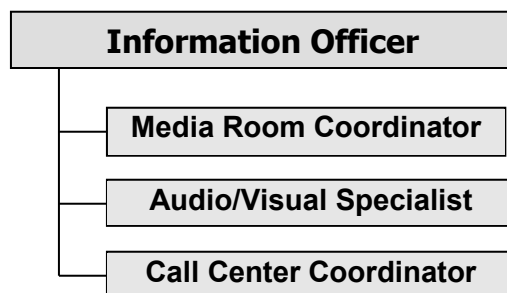 Information Officer
Media Room Coordinator
Audio/Visual Specialist
Call Center Coordinator